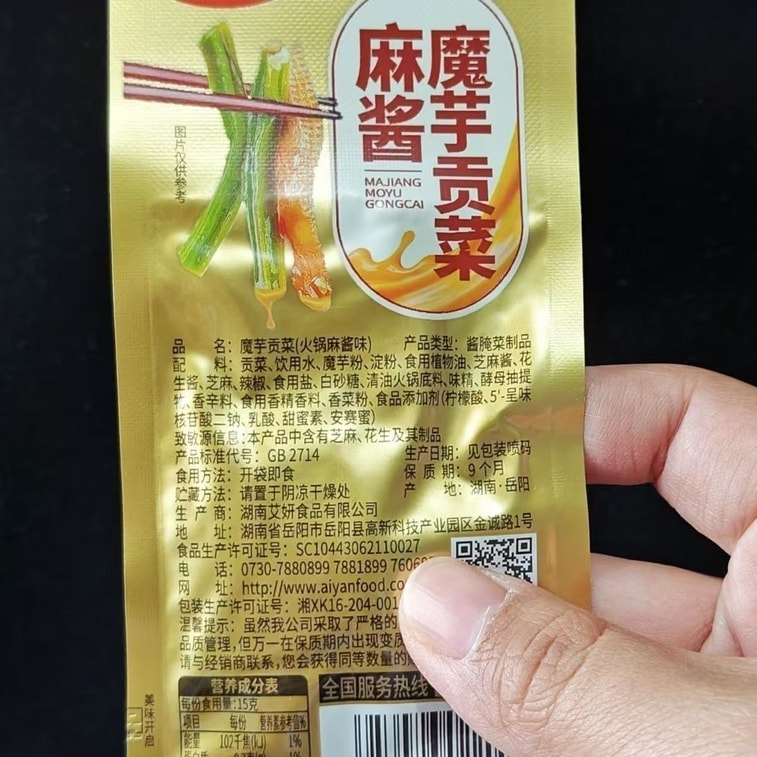 麻酱
魔芋贡菜
MAJIANG
MOYU
GONGCAI
图片仅供参考
品 名：魔芋贡菜(火锅麻酱味) 产品类型：酱腌菜制品
配 料：贡菜、饮用水、魔芋粉、淀粉、食用植物油、芝麻酱、花
生酱、芝麻、辣椒、食用盐、白砂糖、清油火锅底料、味精、酵母抽提
物、香辛料、食用香精香料、香菜粉、食品添加剂(柠檬酸、5'-呈味
核苷酸二钠、乳酸、甜蜜素、安赛蜜)
致敏源信息：本产品中含有芝麻、花生及其制品
产品标准代号：GB 2714 生产日期：见包装喷码
食用方法：开袋即食 保 质 期：9个月
贮藏方法：请置于阴凉干燥处 产 地：湖南·岳阳
生 产 商：湖南艾妍食品有限公司
地 址：湖南省岳阳市岳阳县高新科技产业园区金诚路1号
食品生产许可证号：SC10443062110027
电 话：0730-7880899 7881899
网 址：http://www.aiyanfood.co
包装生产许可证号：湘XK16-204-001
温馨提示：虽然我公司采取了严格的
品质管理，但万一在保质期内出现变质
请与经销商联系，您会获得同等数量的
营养成分表
每份食用量:15克
项目 每份 营养素参考值%
能量 102千焦(kJ) 1%
全国服务热线
美味开启